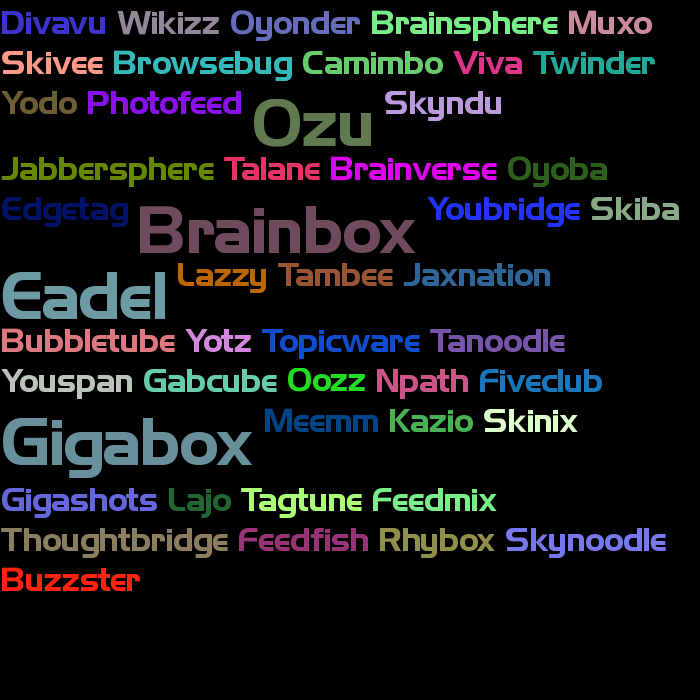 Divavu Wikizz Oyonder Brainsphere Muxo
Skivee Browsebug Camimbo Viva Twinder
Yodo Photofeed Ozu Skyndu
Jabbersphere Talane Brainverse Oyoba
Edgetag Brainbox Youbridge Skiba
Eadel Lazzy Tambee Jaxnation
Bubbletube Yotz Topicware Tanoodle
Youspan Gabcube Oozz Npath Fiveclub
Gigabox Meemm Kazio Skinix
Gigashots Lajo Tagtune Feedmix
Thoughtbridge Feedfish Rhybox Skynoodle
Buzzster